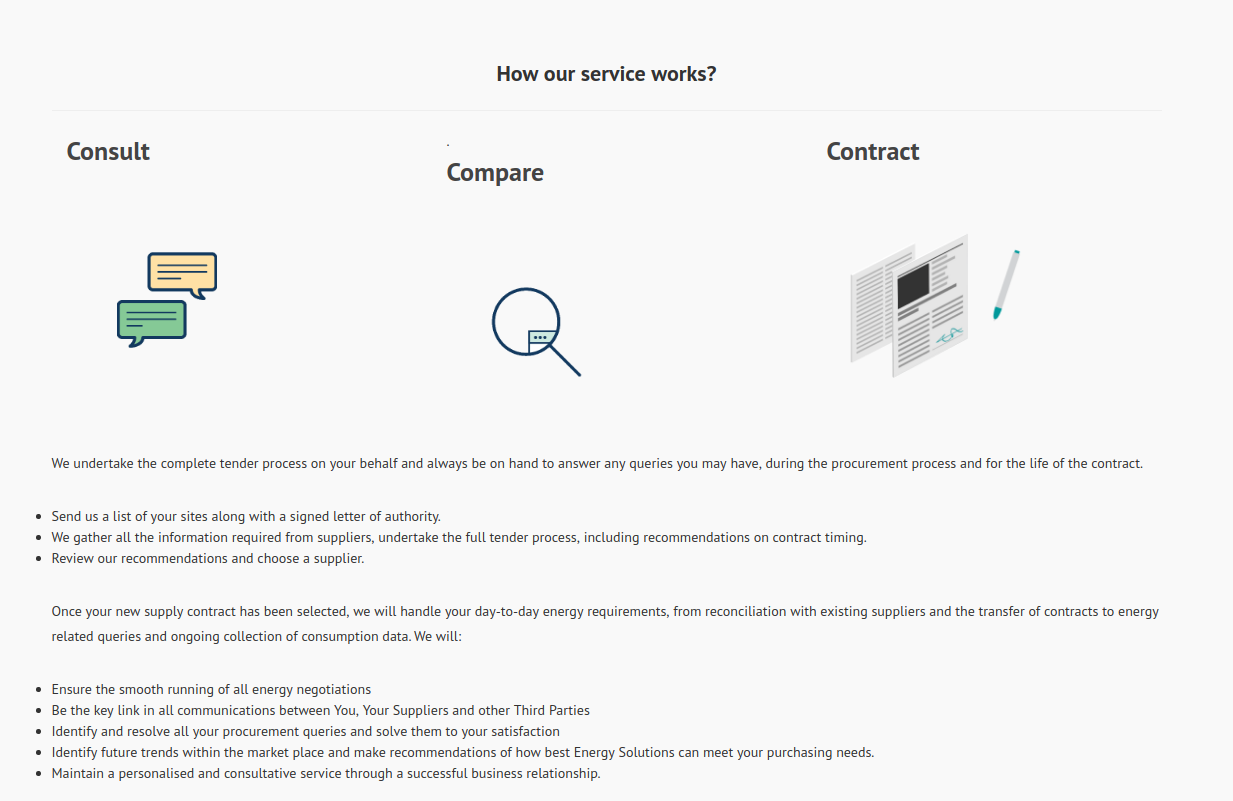 How our service works?
Consult
.
Compare
Contract
We undertake the complete tender process on your behalf and always be on hand to answer any queries you may have, during the procurement process and for the life of the contract.
Send us a list of your sites along with a signed letter of authority.
We gather all the information required from suppliers, undertake the full tender process, including recommendations on contract timing.
Review our recommendations and choose a supplier.
Once your new supply contract has been selected, we will handle your day-to-day energy requirements, from reconciliation with existing suppliers and the transfer of contracts to energy
related queries and ongoing collection of consumption data. We will:
Ensure the smooth running of all energy negotiations
Be the key link in all communications between You, Your Suppliers and other Third Parties
Identify and resolve all your procurement queries and solve them to your satisfaction
Identify future trends within the market place and make recommendations of how best Energy Solutions can meet your purchasing needs.
Maintain a personalised and consultative service through a successful business relationship.